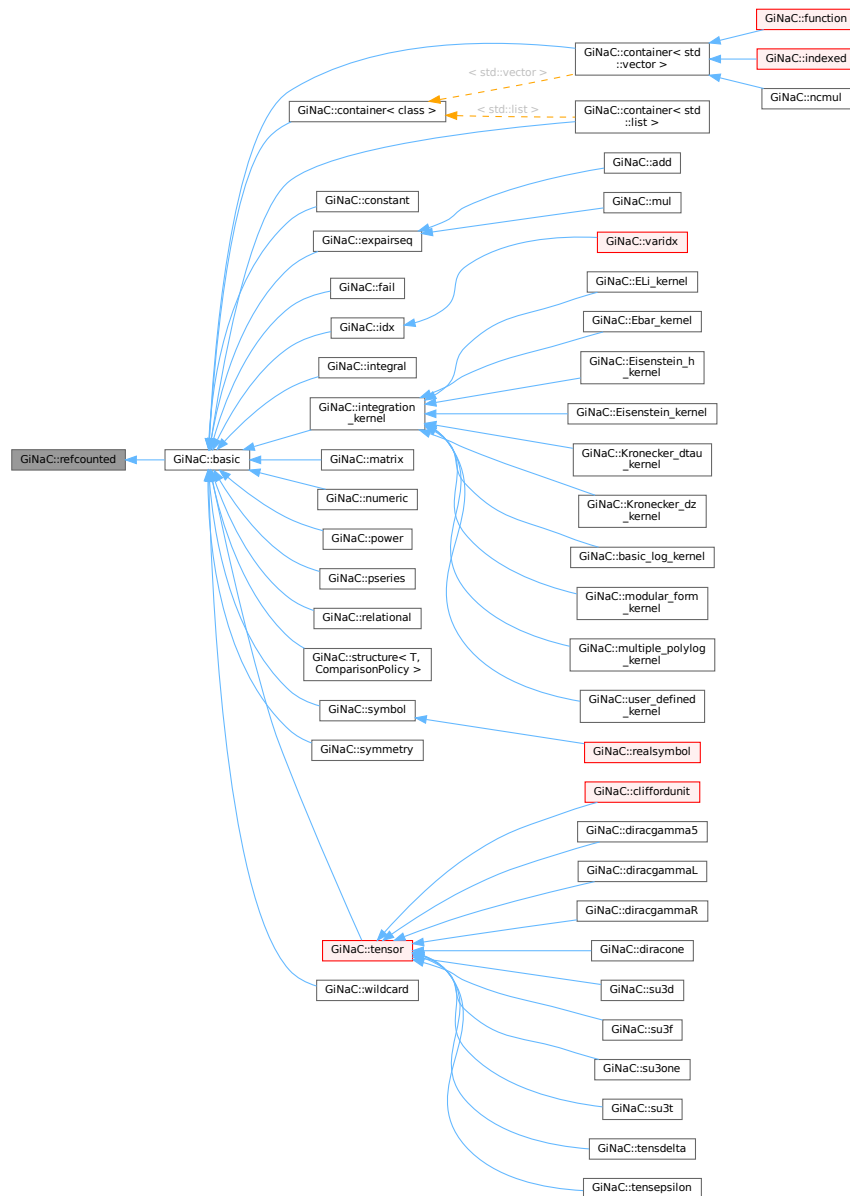 GiNaC::function
GiNaC::container< std
::vector >
GiNaC::indexed
< std::vector >
GiNaC::ncmul
GiNaC::container< class >
< std::list >
GiNaC::container< std
::list >
GiNaC::add
GiNaC::constant
GiNaC::mul
GiNaC::expairseq
GiNaC::varidx
GiNaC::fail
GiNaC::ELi_kernel
GiNaC::idx
GiNaC::Ebar_kernel
GiNaC::integral
GiNaC::Eisenstein_h
_kernel
GiNaC::integration
_kernel
GiNaC::Eisenstein_kernel
GiNaC::refcounted
GiNaC::basic
GiNaC::matrix
GiNaC::Kronecker_dtau
_kernel
GiNaC::numeric
GiNaC::Kronecker_dz
_kernel
GiNaC::power
GiNaC::basic_log_kernel
GiNaC::pseries
GiNaC::modular_form
_kernel
GiNaC::relational
GiNaC::structure< T,
ComparisonPolicy >
GiNaC::multiple_polylog
_kernel
GiNaC::symbol
GiNaC::user_defined
_kernel
GiNaC::symmetry
GiNaC::realsymbol
GiNaC::cliffordunit
GiNaC::diracgamma5
GiNaC::diracgammaL
GiNaC::diracgammaR
GiNaC::tensor
GiNaC::diracone
GiNaC::wildcard
GiNaC::su3d
GiNaC::su3f
GiNaC::su3one
GiNaC::su3t
GiNaC::tensdelta
GiNaC::tensepsilon